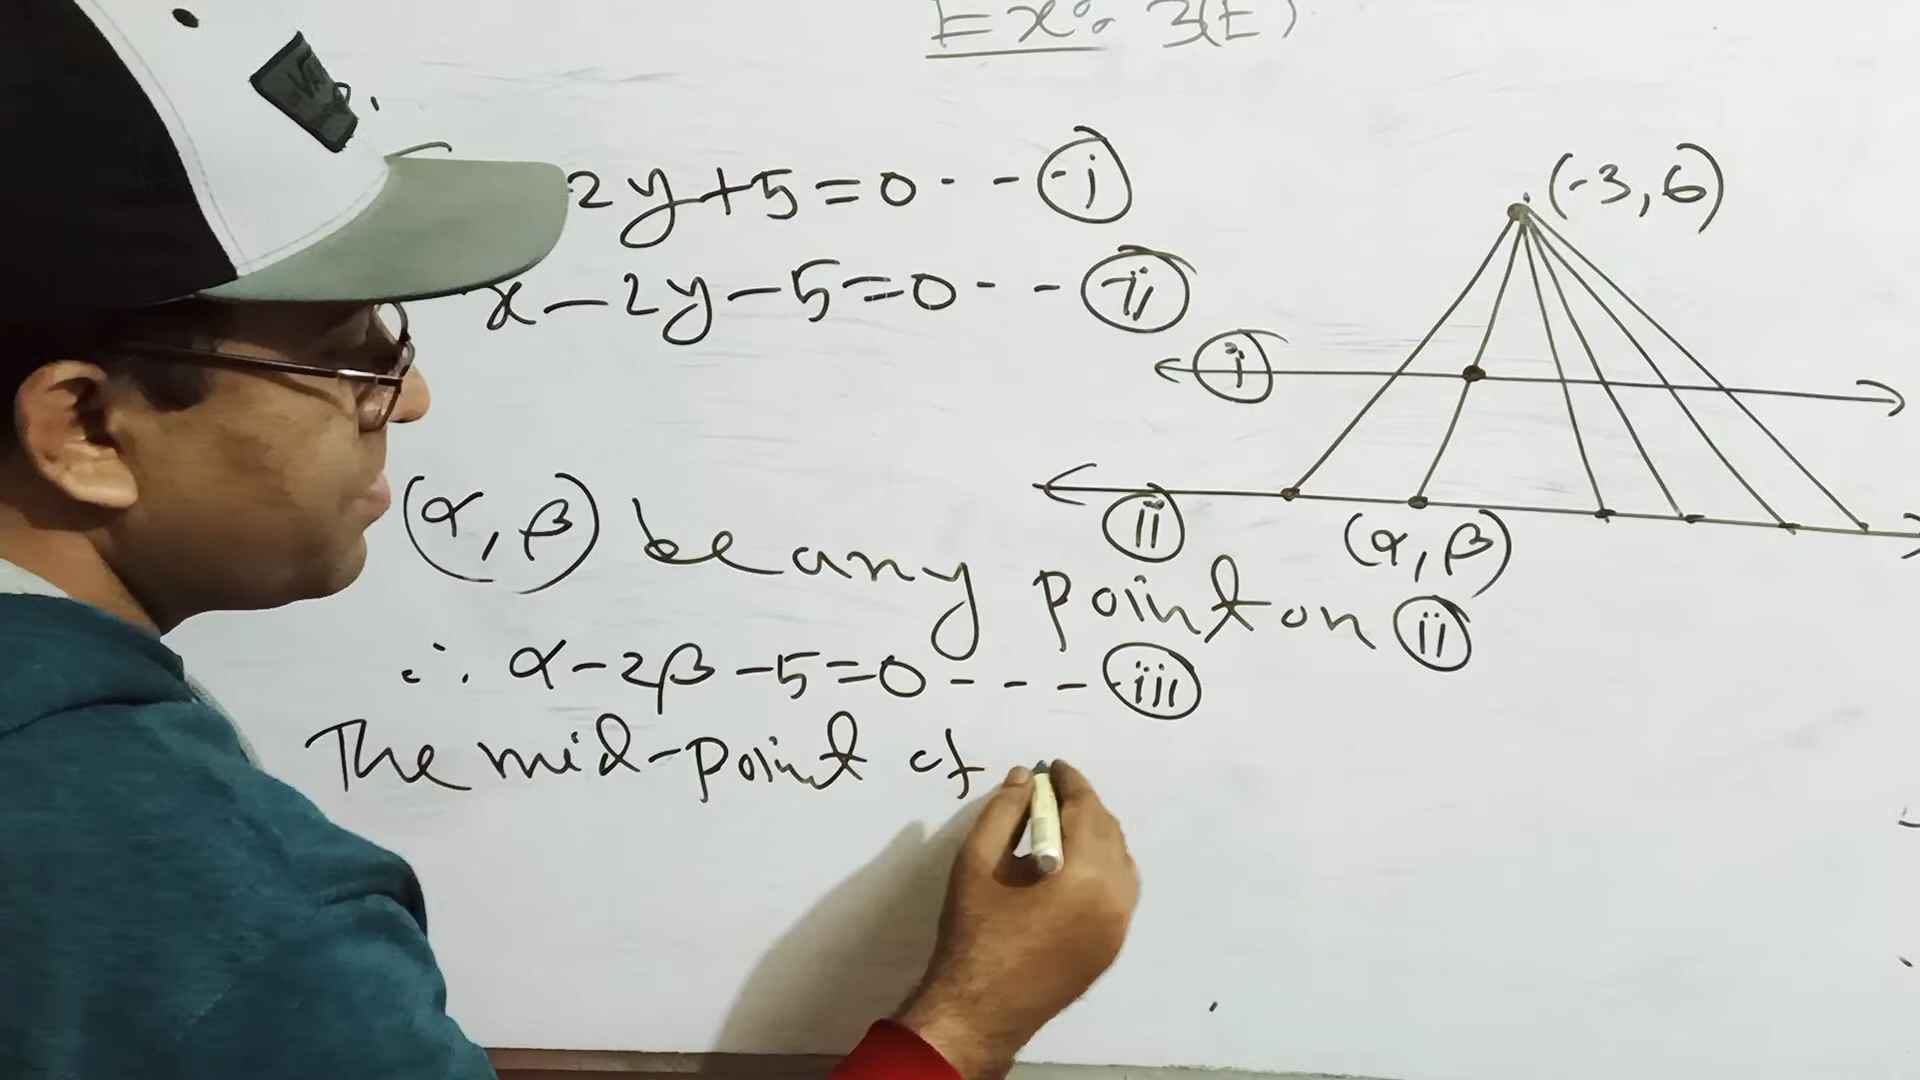 Ex: 3(E)
2y+5=0 - - - (i)
x-2y-5=0 - - (ii)
(-3,6)
(i)
(ii)
(α,β)
(α,β) be any point on (ii)
∴ α-2β-5=0 - - - (iii)
The mid-point of